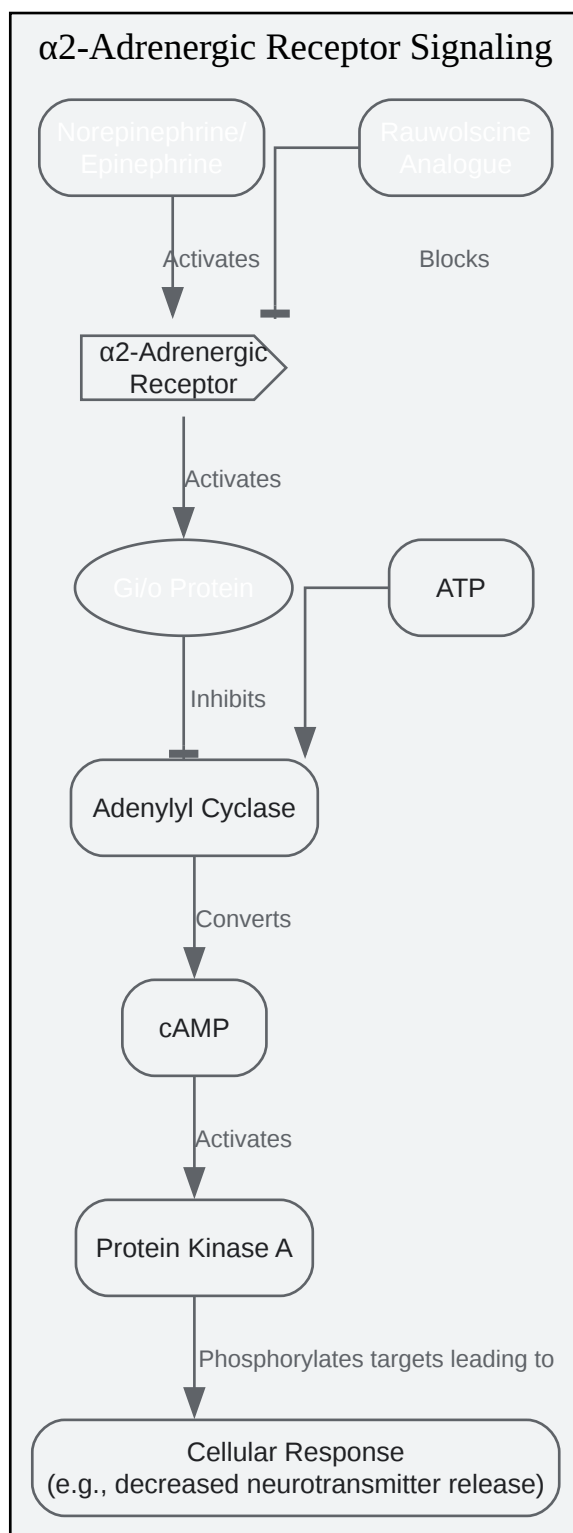 α2-Adrenergic Receptor Signaling
Norepinephrine/
Epinephrine
Rauwolscine
Analogue
Activates
Blocks
α2-Adrenergic
Receptor
Activates
Gi/o Protein
ATP
Inhibits
Adenylyl Cyclase
Converts
cAMP
Activates
Protein Kinase A
Phosphorylates targets leading to
Cellular Response
(e.g., decreased neurotransmitter release)